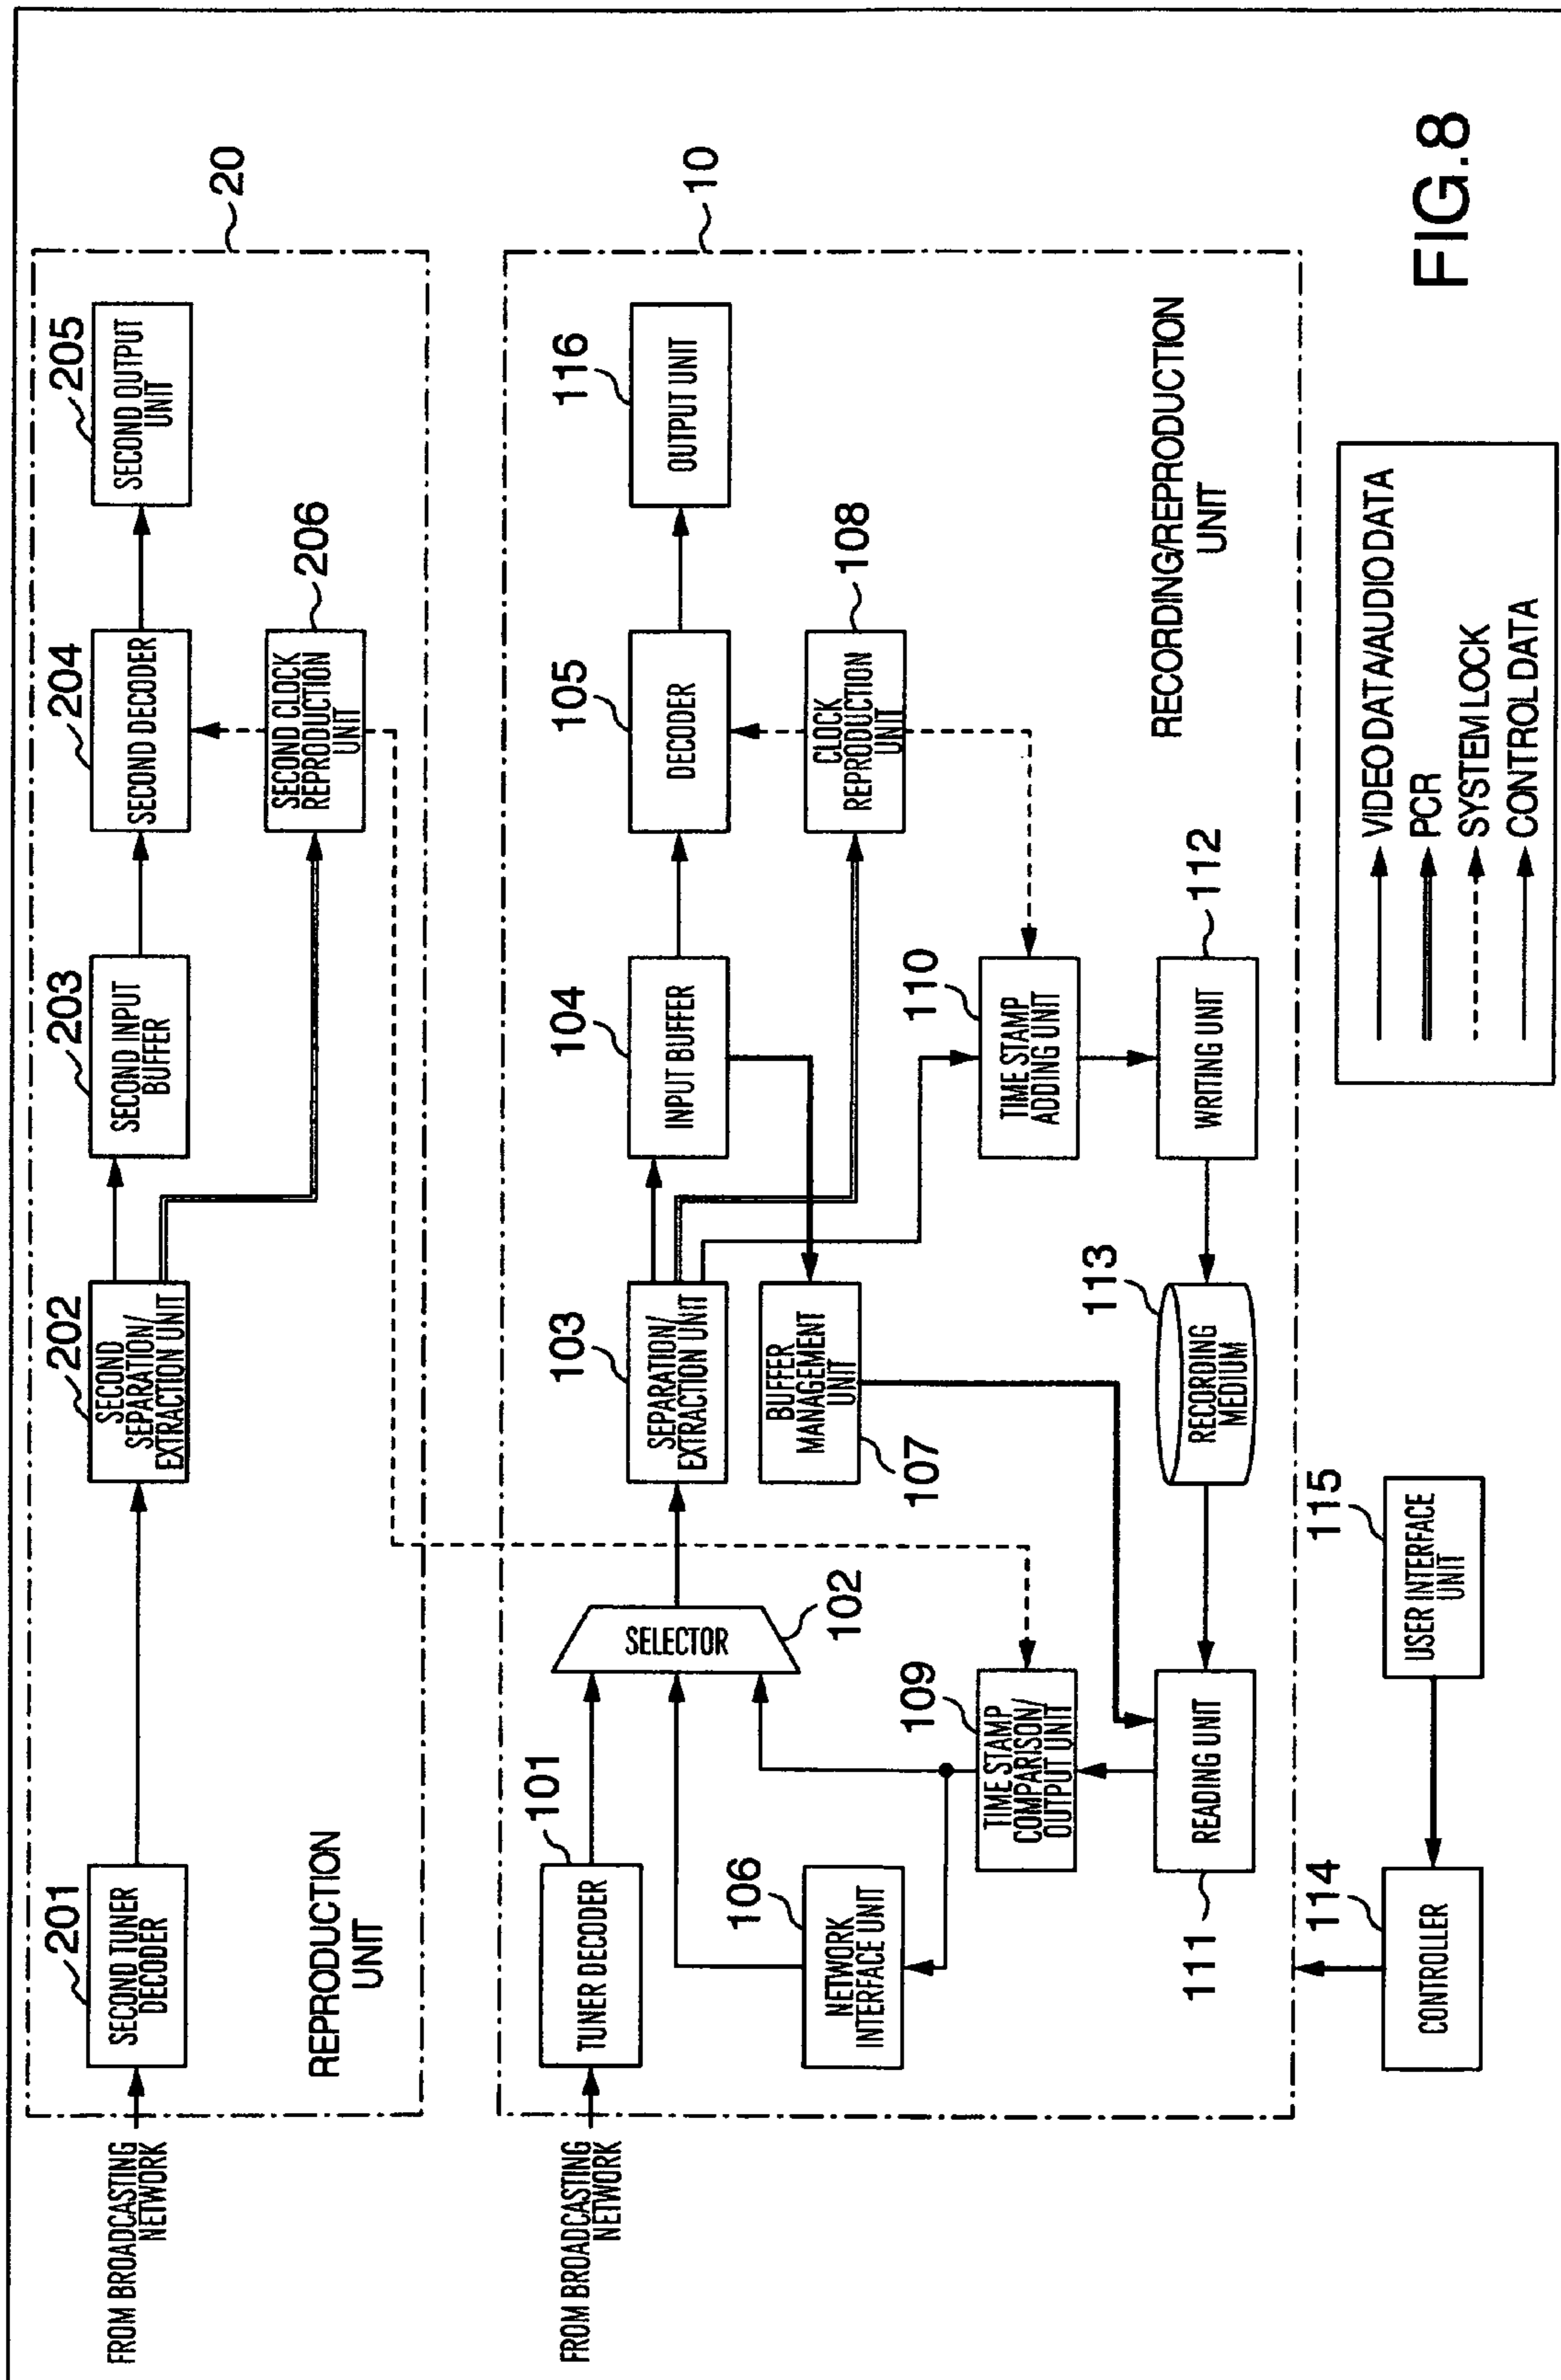 FROM BROADCASTING
NETWORK
201
SECOND TUNER
DECODER
202
SECOND
SEPARATION/
EXTRACTION UNIT
203
SECOND INPUT
BUFFER
204
SECOND DECODER
205
SECOND OUTPUT
UNIT
206
SECOND CLOCK
REPRODUCTION
UNIT
20
REPRODUCTION
UNIT
FROM BROADCASTING
NETWORK
101
TUNER DECODER
SELECTOR
102
103
SEPARATION/
EXTRACTION UNIT
104
INPUT BUFFER
105
DECODER
116
OUTPUT UNIT
10
106
NETWORK
INTERFACE UNIT
BUFFER
MANAGEMENT
UNIT
107
CLOCK
REPRODUCTION
UNIT
108
109
TIME STAMP
COMPARISON/
OUTPUT UNIT
110
TIME STAMP
ADDING UNIT
READING UNIT
111
113
RECORDING
MEDIUM
WRITING UNIT
112
RECORDING/REPRODUCTION
UNIT
114
CONTROLLER
115
USER INTERFACE
UNIT
VIDEO DATA/AUDIO DATA
PCR
SYSTEM LOCK
CONTROL DATA
FIG.8